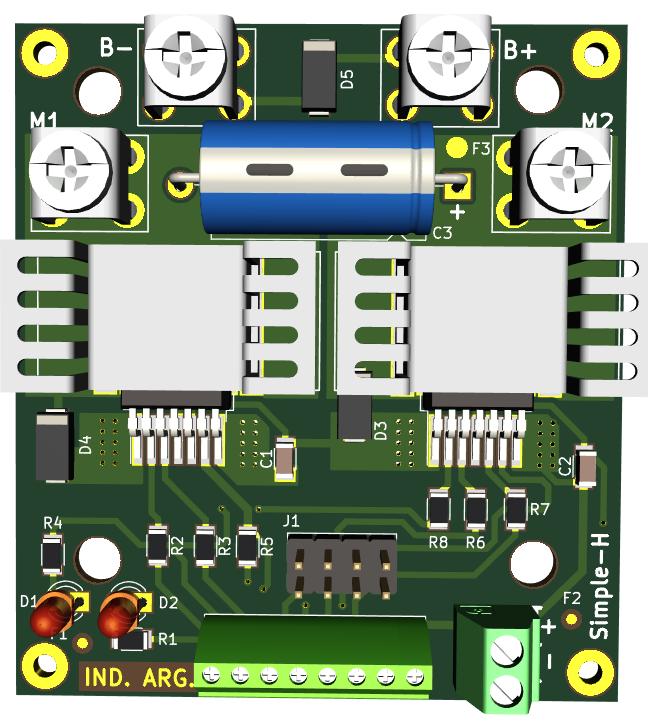 B-
B+
D5
M1
M2
F3
+
C3
D4
D3
C1
C2
R4
R2
R3
R5
J1
R8
R6
R7
D1
D2
F2
Simple-H
R1
+
-
IND. ARG.